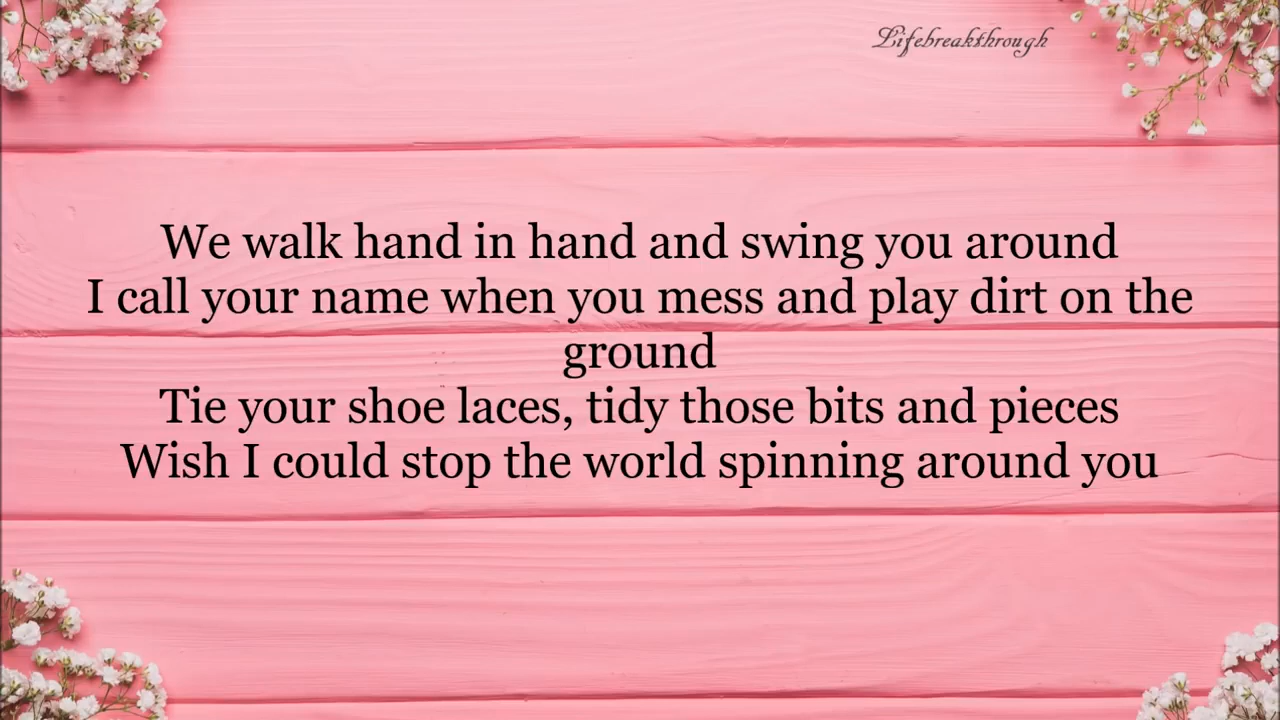 Lifebreakthrough
We walk hand in hand and swing you around
I call your name when you mess and play dirt on the
ground
Tie your shoe laces, tidy those bits and pieces
Wish I could stop the world spinning around you